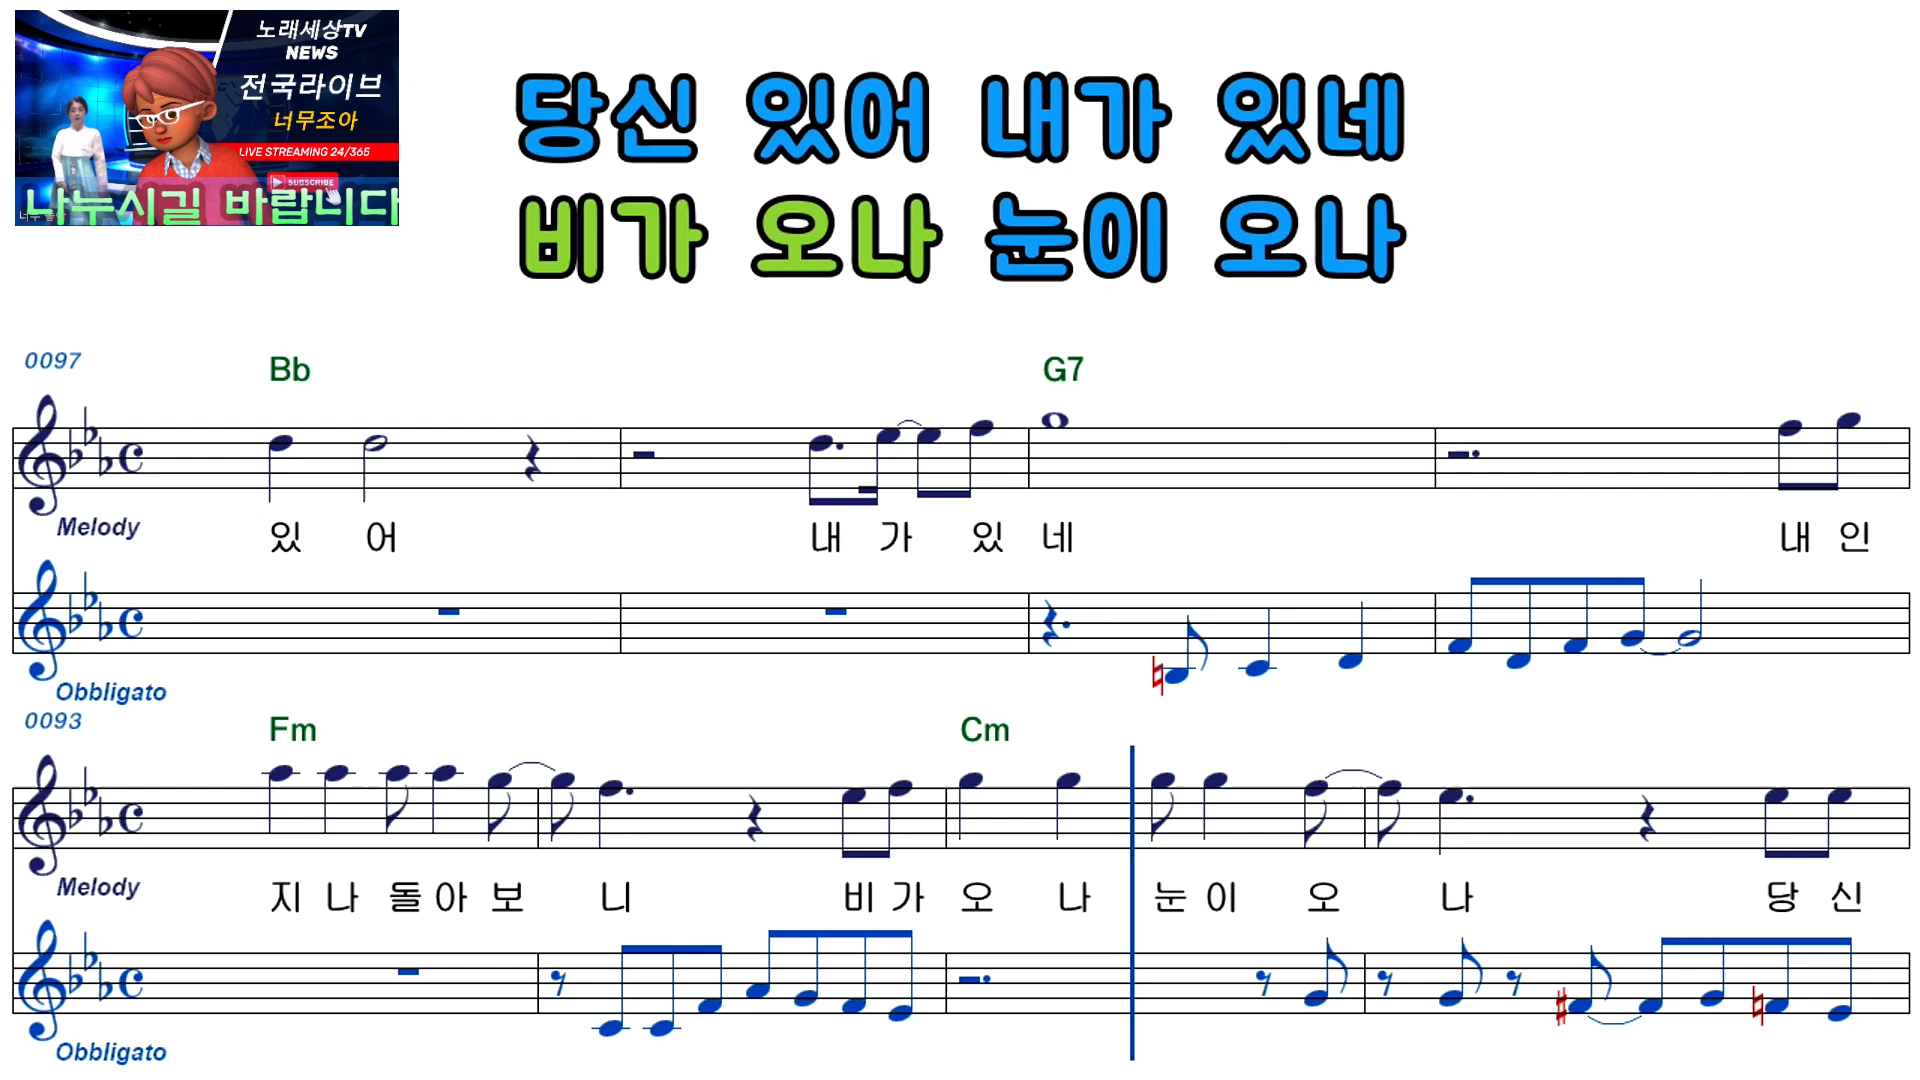 노래세상TV
NEWS
전국라이브
너무조아
LIVE STREAMING 24/365
SUBSCRIBE
나누시길 바랍니다
당신 있어 내가 있네
비가 오나 눈이 오나
0097
Bb G7
Melody
있 어 내 가 있 네 내 인
Obbligato
0093
Fm Cm
Melody
지 나 돌 아 보 니 비 가 오 나 눈 이 오 나 당 신
Obbligato